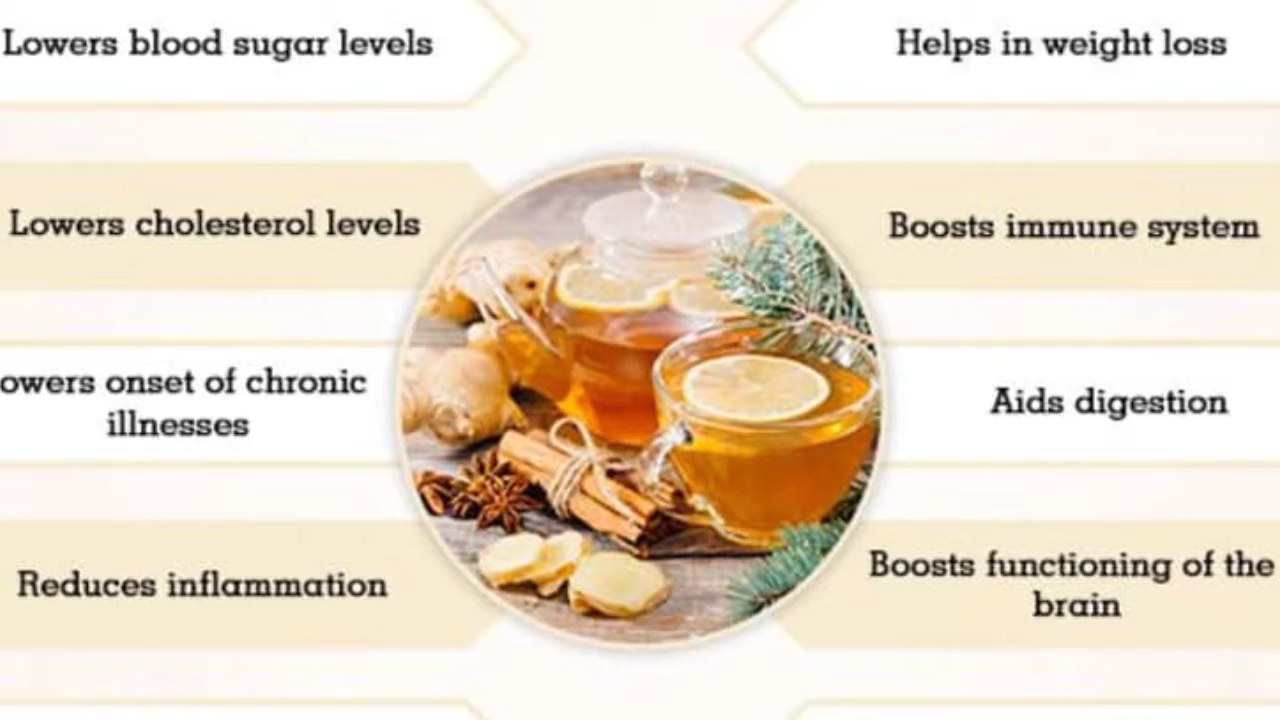 Lowers blood sugar levels
Helps in weight loss
Lowers cholesterol levels
Boosts immune system
owers onset of chronic
illnesses
Aids digestion
Reduces inflammation
Boosts functioning of the
brain